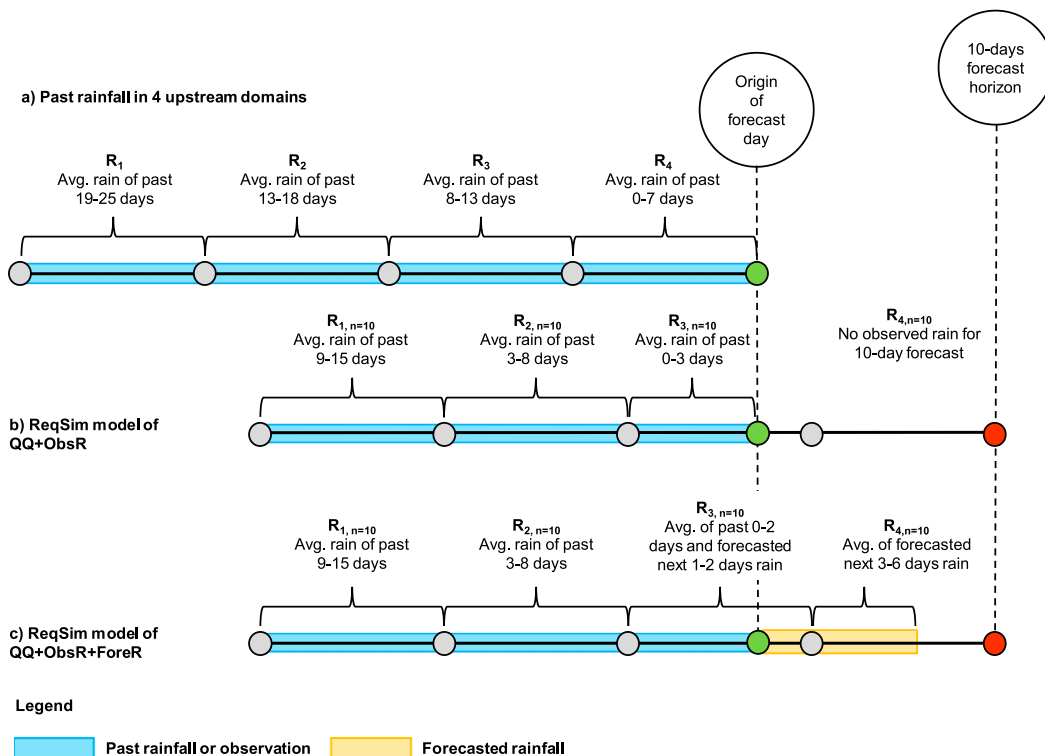 10-days
forecast
horizon
Origin
of
forecast
day
a) Past rainfall in 4 upstream domains
R1
Avg. rain of past
19-25 days
R2
Avg. rain of past
13-18 days
R3
Avg. rain of past
8-13 days
R4
Avg. rain of past
0-7 days
R1, n=10
Avg. rain of past
9-15 days
R2, n=10
Avg. rain of past
3-8 days
R3, n=10
Avg. rain of past
0-3 days
R4,n=10
No observed rain for
10-day forecast
b) ReqSim model of
QQ+ObsR
R1, n=10
Avg. rain of past
9-15 days
R2, n=10
Avg. rain of past
3-8 days
R3, n=10
Avg. of past 0-2
days and forecasted
next 1-2 days rain
R4,n=10
Avg. of forecasted
next 3-6 days rain
c) ReqSim model of
QQ+ObsR+ForeR
Legend
Past rainfall or observation
Forecasted rainfall